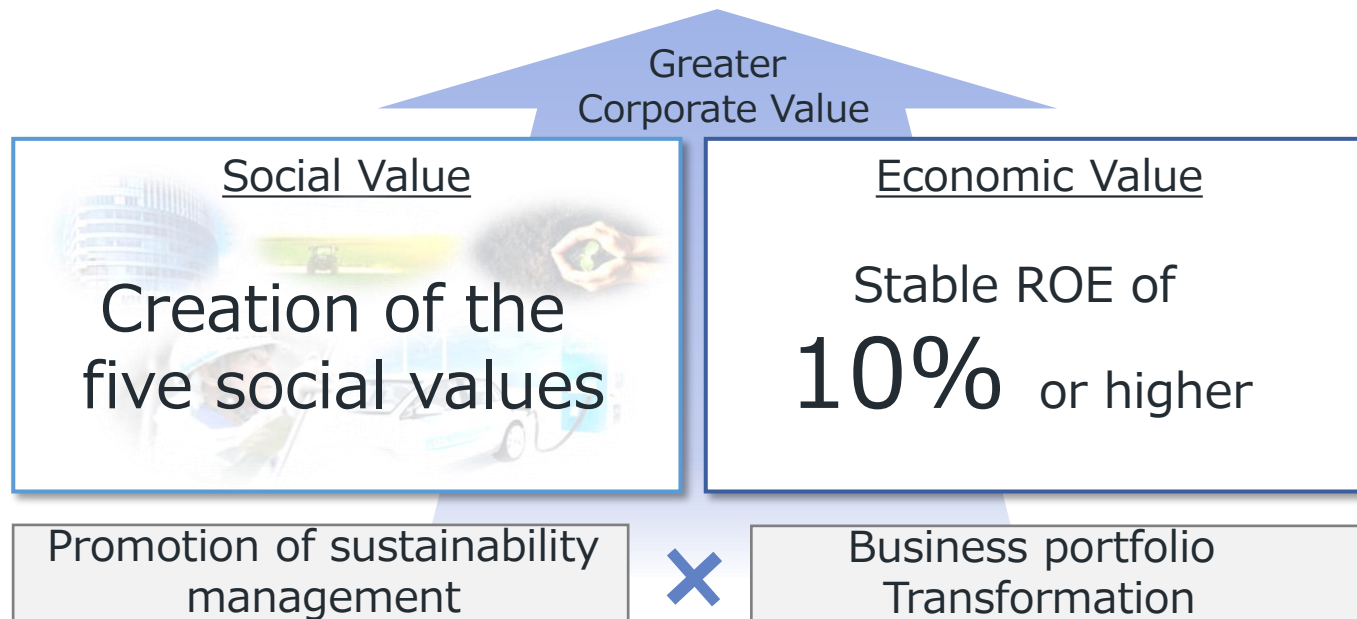 Greater
Corporate Value
Social Value
Creation of the
five social values
Economic Value
Stable ROE of
10% or higher
Promotion of sustainability
management
×
Business portfolio
Transformation